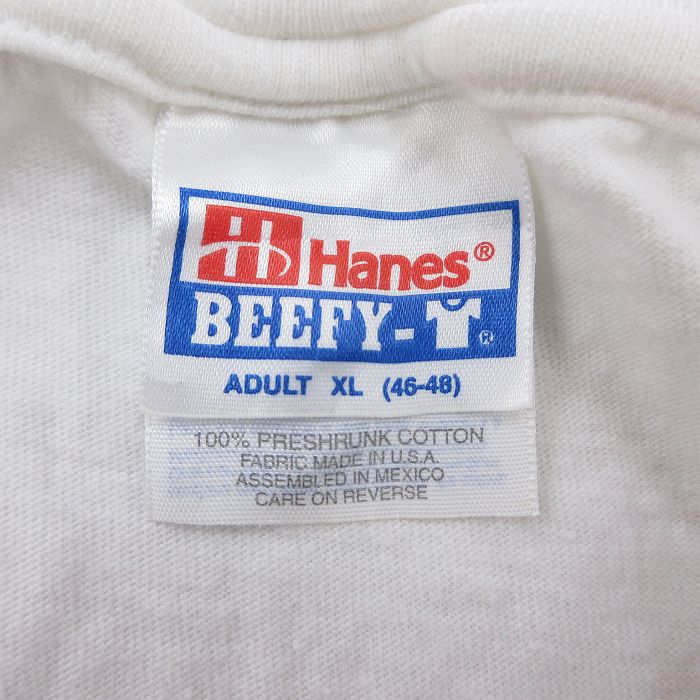 H Hanes®
BEEFY-T®
ADULT XL (46-48)
100% PRESHRUNK COTTON
FABRIC MADE IN U.S.A.
ASSEMBLED IN MEXICO
CARE ON REVERSE